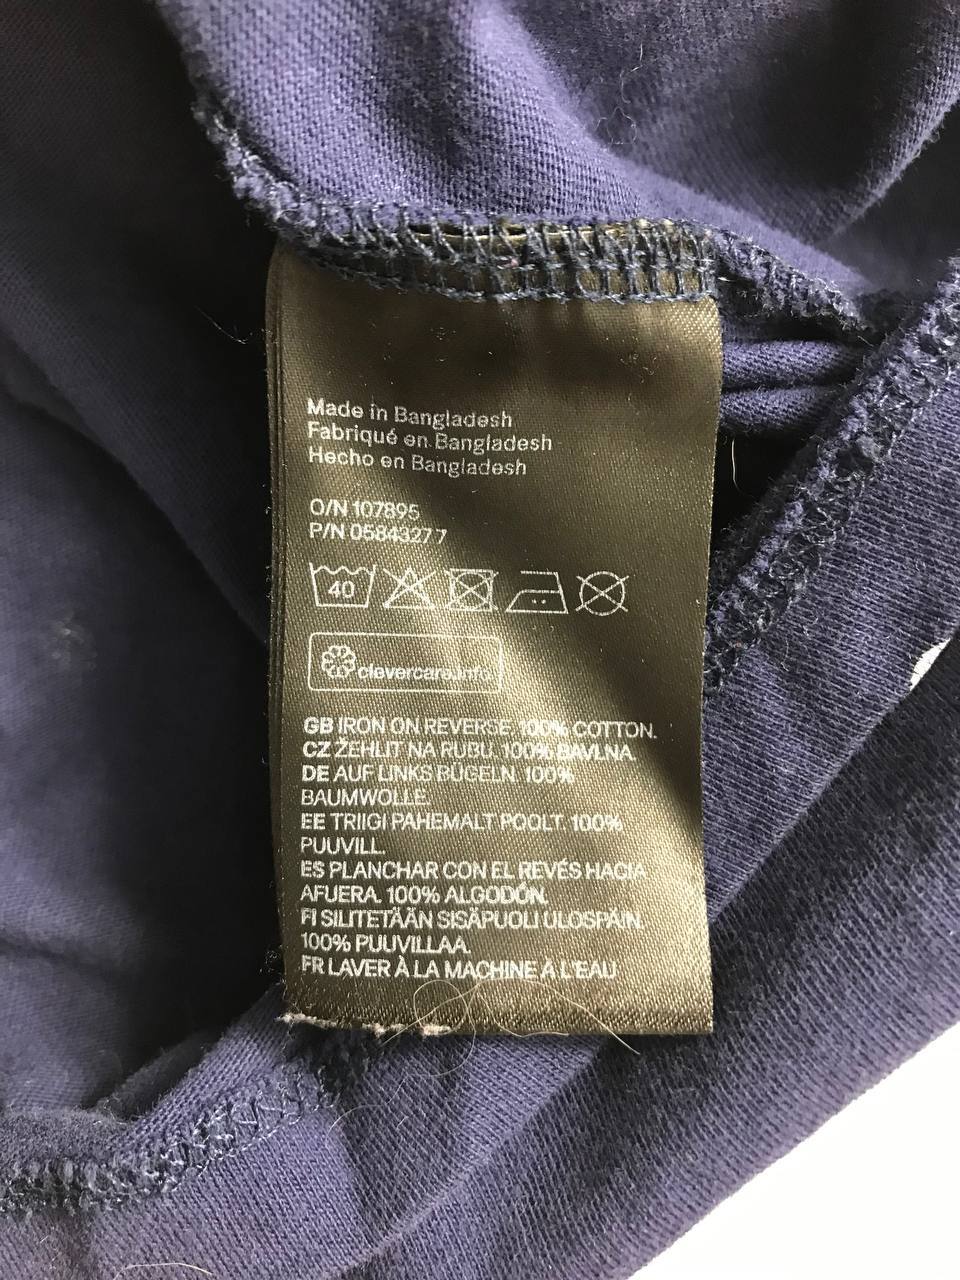 Made in Bangladesh
Fabriqué en Bangladesh
Hecho en Bangladesh
O/N 107895
P/N 05843277
40
clevercare.info
GB IRON ON REVERSE. 100% COTTON.
CZ ŽEHLIT NA RUBU. 100% BAVLNA.
DE AUF LINKS BÜGELN. 100%
BAUMWOLLE.
EE TRIIGI PAHEMALT POOLT. 100%
PUUVILL.
ES PLANCHAR CON EL REVÉS HACIA
AFUERA. 100% ALGODÓN.
FI SILITETÄÄN SISÄPUOLI ULOSPÄIN.
100% PUUVILLAA.
FR LAVER À LA MACHINE À L'EAU